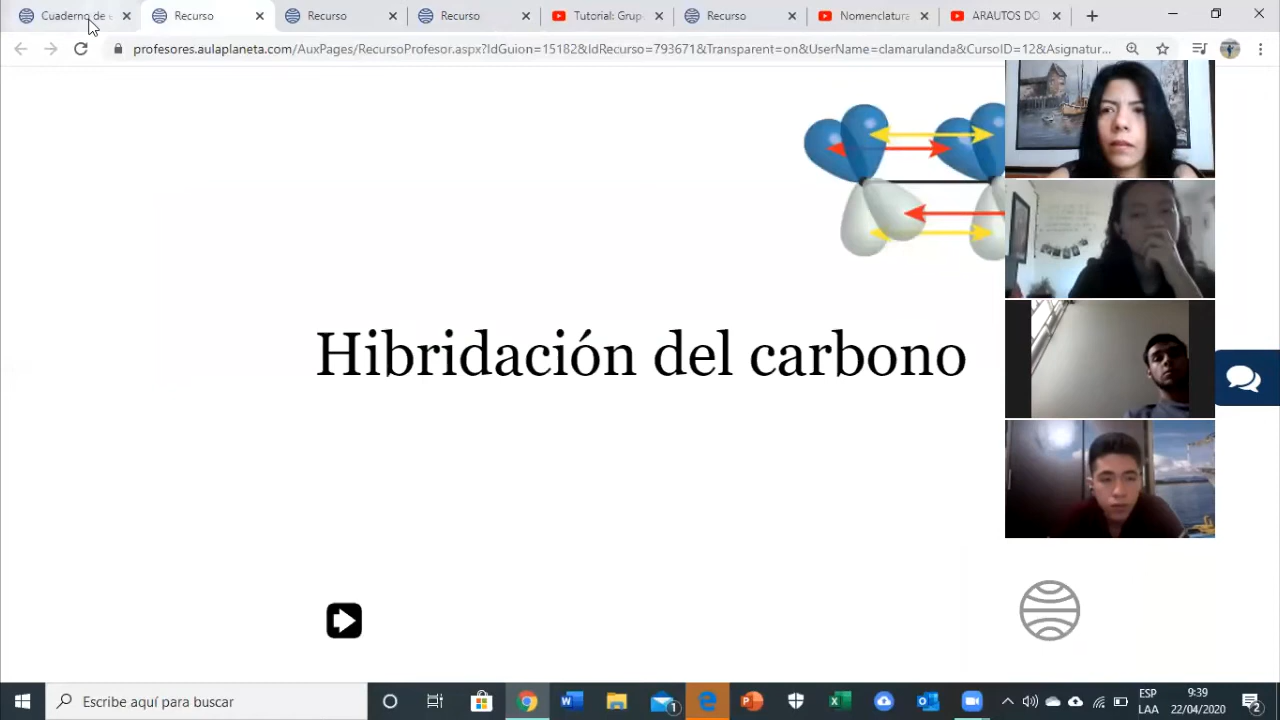 Cuaderno de e
Recurso
Recurso
Recurso
Tutorial: Grup
Recurso
Nomenclatura
ARAUTOS DO
profesores.aulaplaneta.com/AuxPages/RecursoProfesor.aspx?IdGuion=15182&IdRecurso=793671&Transparent=on&UserName=clamarulanda&CursoID=12&Asignatur...
Hibridación del carbono
Escribe aquí para buscar
1
ESP
LAA
9:39
22/04/2020
2